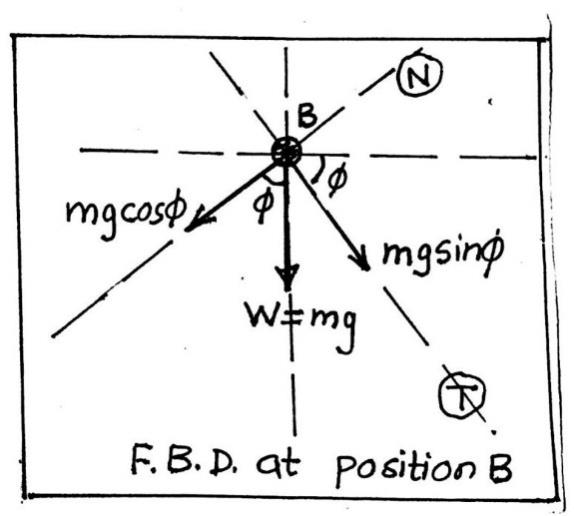 N
B
ϕ
mgcosϕ
ϕ
mgsinϕ
W=mg
T
F.B.D. at position B